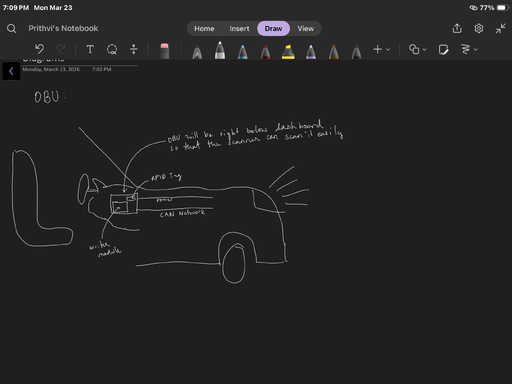 7:09 PM Mon Mar 23
77%
Prithvi's Notebook
Home Insert Draw View
Diagrams
Monday, March 23, 2026 7:02 PM
OBU:
OBU will be right below dashboard
so that the scanner can scan it easily
RFID Tag
Power
CAN Network
writer
module